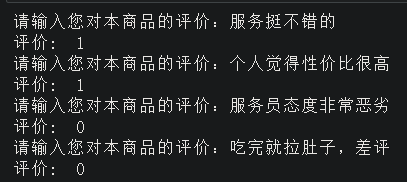 请输入您对本商品的评价：服务挺不错的
评价: 1
请输入您对本商品的评价：个人觉得性价比很高
评价: 1
请输入您对本商品的评价：服务员态度非常恶劣
评价: 0
请输入您对本商品的评价：吃完就拉肚子，差评
评价: 0